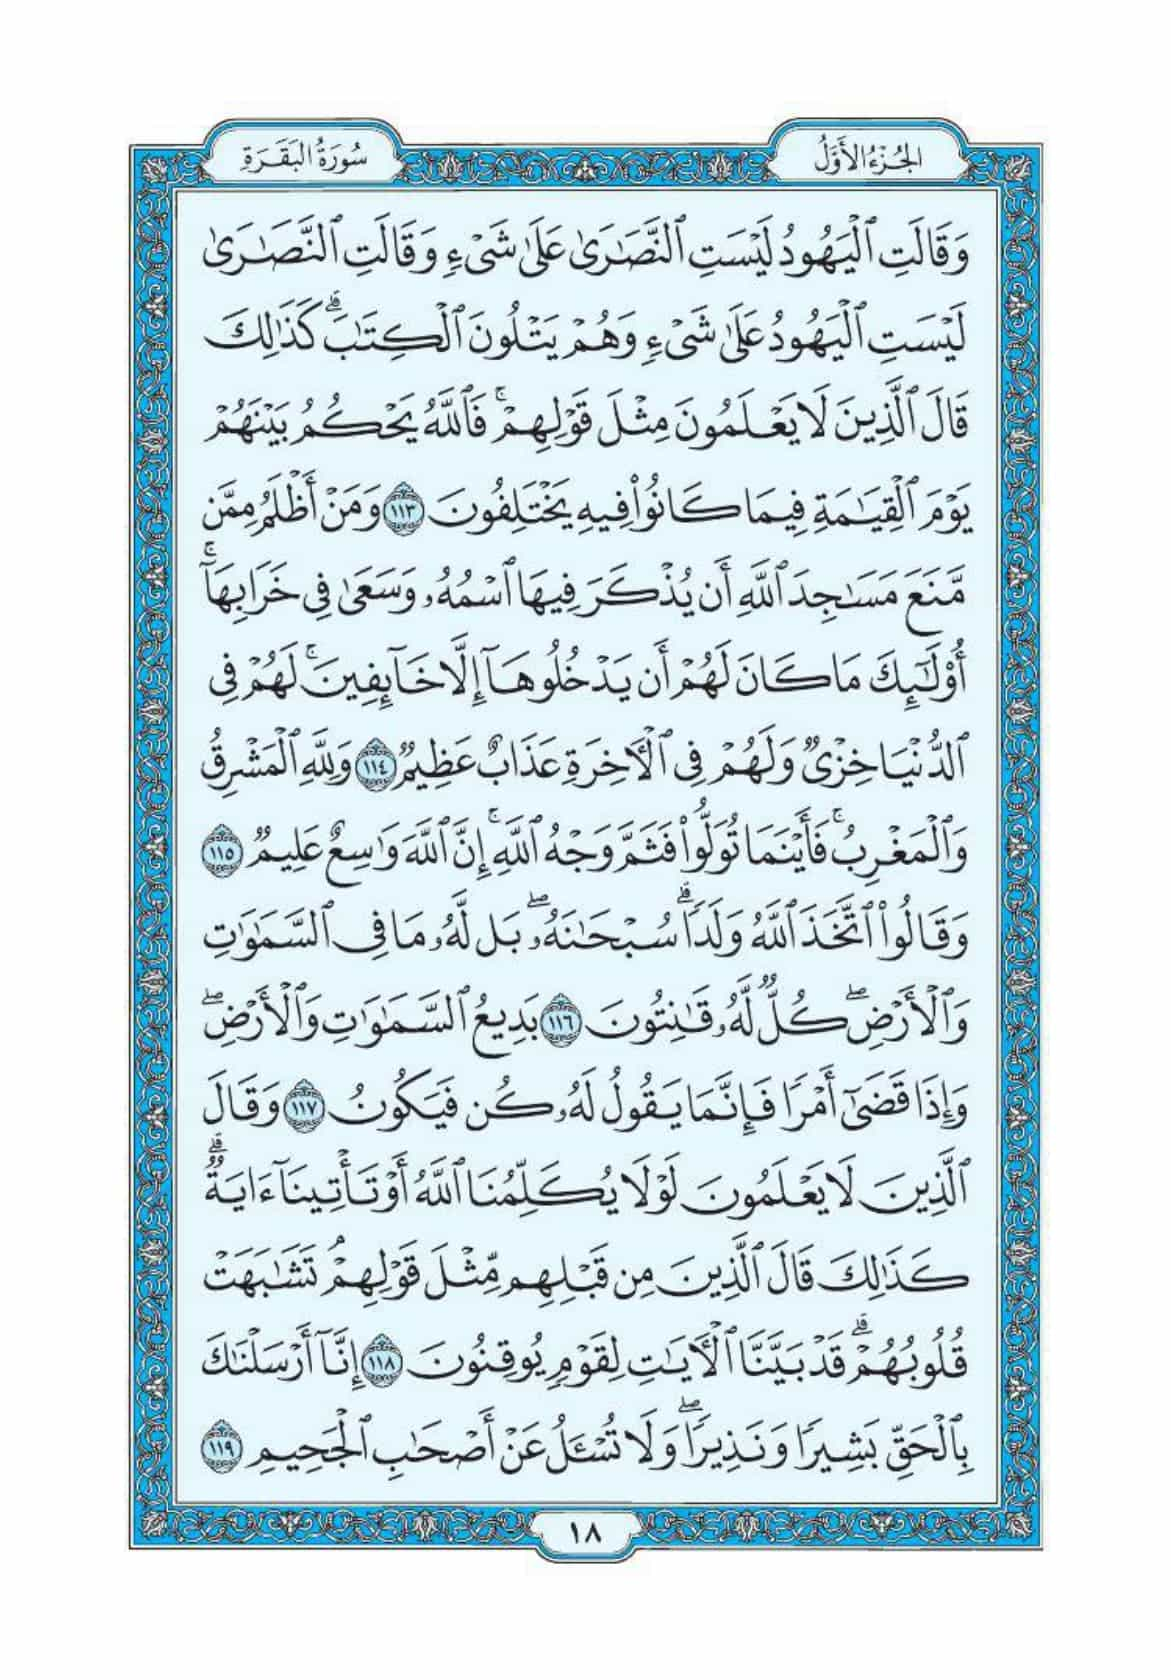 الجُزْءُ الأَوَّلُ
سُورَةُ البَقَرَةِ
وَقَالَتِ ٱلْيَهُودُ لَيْسَتِ ٱلنَّصَٰرَىٰ عَلَىٰ شَىْءٍ وَقَالَتِ ٱلنَّصَٰرَىٰ
لَيْسَتِ ٱلْيَهُودُ عَلَىٰ شَىْءٍ وَهُمْ يَتْلُونَ ٱلْكِتَٰبَ ۗ كَذَٰلِكَ
قَالَ ٱلَّذِينَ لَا يَعْلَمُونَ مِثْلَ قَوْلِهِمْ ۚ فَٱللَّهُ يَحْكُمُ بَيْنَهُمْ
يَوْمَ ٱلْقِيَٰمَةِ فِيمَا كَانُوا۟ فِيهِ يَخْتَلِفُونَ ١١٣ وَمَنْ أَظْلَمُ مِمَّن
مَّنَعَ مَسَٰجِدَ ٱللَّهِ أَن يُذْكَرَ فِيهَا ٱسْمُهُۥ وَسَعَىٰ فِى خَرَابِهَآ ۚ
أُو۟لَٰٓئِكَ مَا كَانَ لَهُمْ أَن يَدْخُلُوهَآ إِلَّا خَآئِفِينَ ۚ لَهُمْ فِى
ٱلدُّنْيَا خِزْىٌ وَلَهُمْ فِى ٱلْءَاخِرَةِ عَذَابٌ عَظِيمٌ ١١٤ وَلِلَّهِ ٱلْمَشْرِقُ
وَٱلْمَغْرِبُ ۚ فَأَيْنَمَا تُوَلُّوا۟ فَثَمَّ وَجْهُ ٱللَّهِ ۚ إِنَّ ٱللَّهَ وَٰسِعٌ عَلِيمٌ ١١٥
وَقَالُوا۟ ٱتَّخَذَ ٱللَّهُ وَلَدًا ۗ سُبْحَٰنَهُۥ ۖ بَل لَّهُۥ مَا فِى ٱلسَّمَٰوَٰتِ
وَٱلْأَرْضِ ۖ كُلٌّ لَّهُۥ قَٰنِتُونَ ١١٦ بَدِيعُ ٱلسَّمَٰوَٰتِ وَٱلْأَرْضِ ۖ
وَإِذَا قَضَىٰٓ أَمْرًا فَإِنَّمَا يَقُولُ لَهُۥ كُن فَيَكُونُ ١١٧ وَقَالَ
ٱلَّذِينَ لَا يَعْلَمُونَ لَوْلَا يُكَلِّمُنَا ٱللَّهُ أَوْ تَأْتِينَآ ءَايَةٌ ۗ
كَذَٰلِكَ قَالَ ٱلَّذِينَ مِن قَبْلِهِم مِّثْلَ قَوْلِهِمْ ۘ تَشَٰبَهَتْ
قُلُوبُهُمْ ۗ قَدْ بَيَّنَّا ٱلْءَايَٰتِ لِقَوْمٍ يُوقِنُونَ ١١٨ إِنَّآ أَرْسَلْنَٰكَ
بِٱلْحَقِّ بَشِيرًا وَنَذِيرًا ۖ وَلَا تُسْـَٔلُ عَنْ أَصْحَٰبِ ٱلْجَحِيمِ ١١٩
١٨